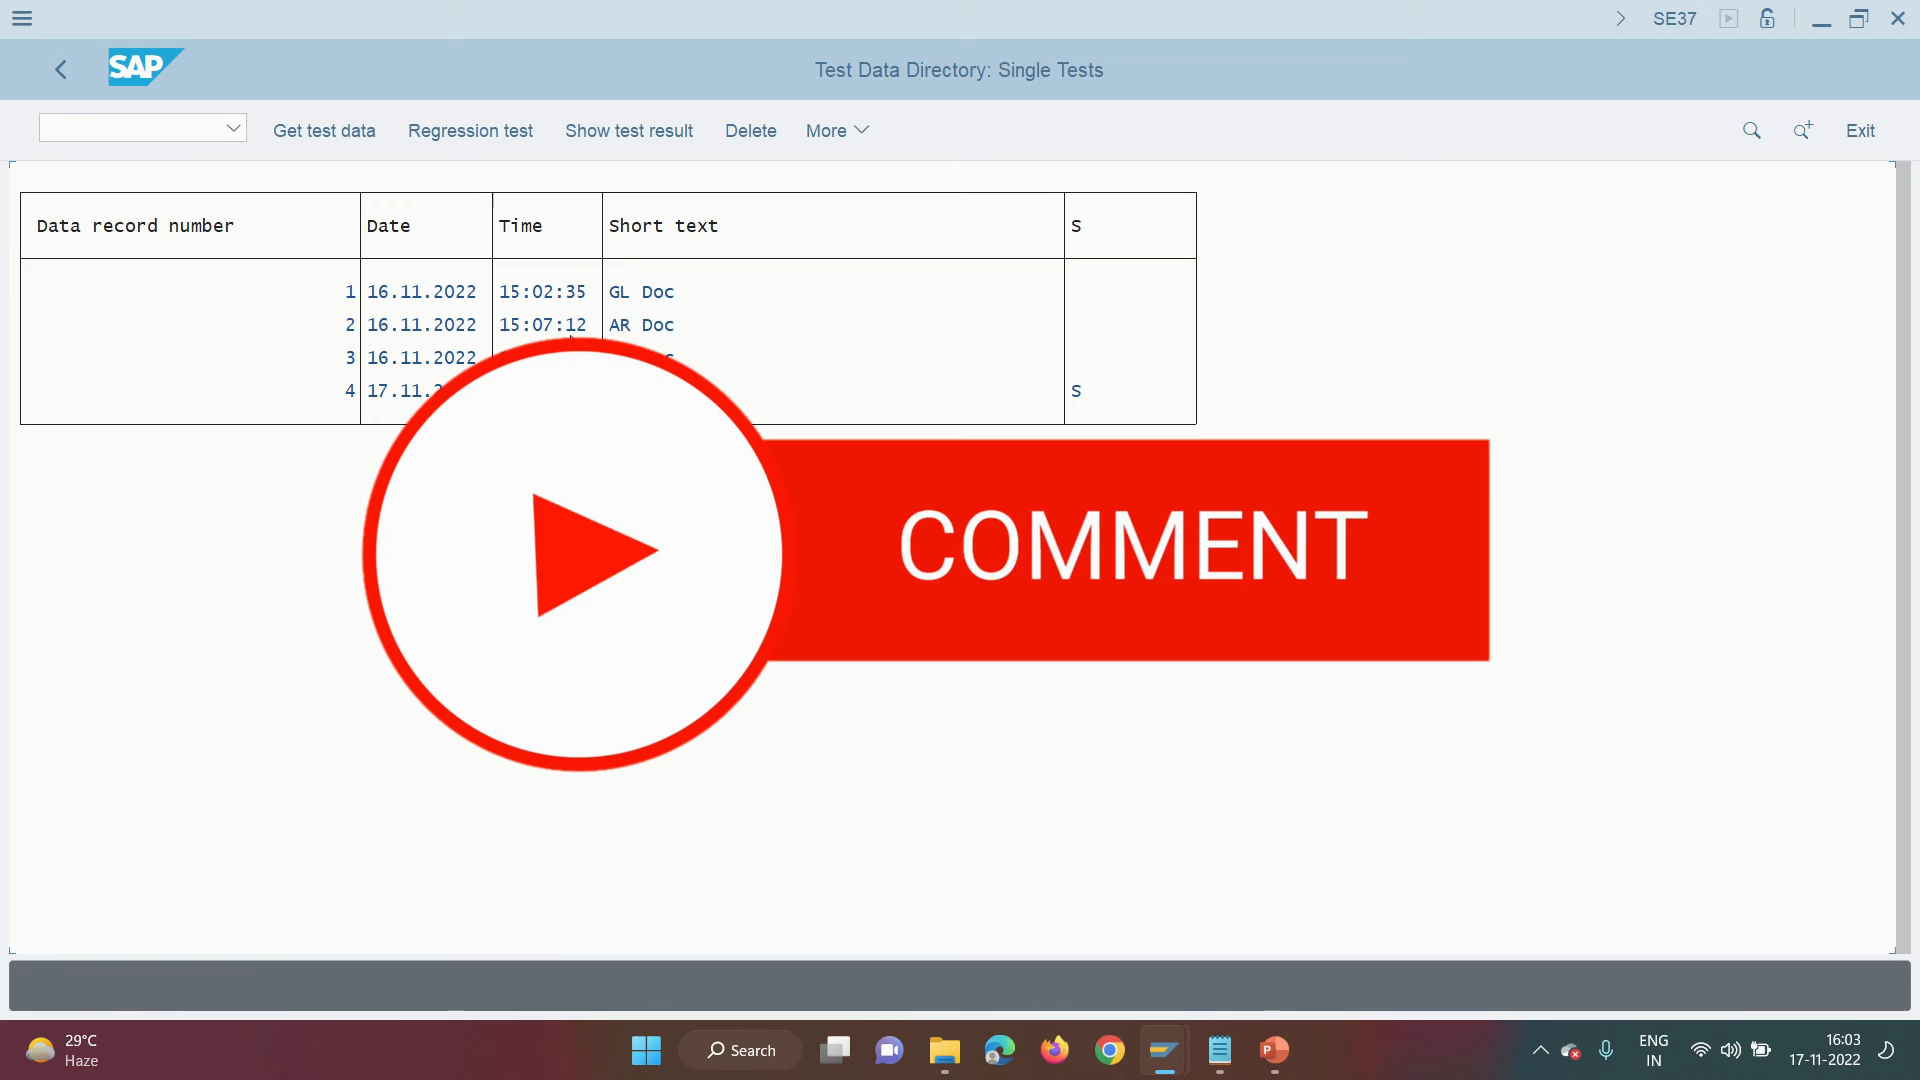 SE37
SAP
Test Data Directory: Single Tests
Get test data Regression test Show test result Delete More Exit
Data record number Date Time Short text S
1 16.11.2022 15:02:35 GL Doc
2 16.11.2022 15:07:12 AR Doc
3 16.11.2022
4 17.11. S
COMMENT
29°C
Haze
Search
ENG
IN
16:03
17-11-2022